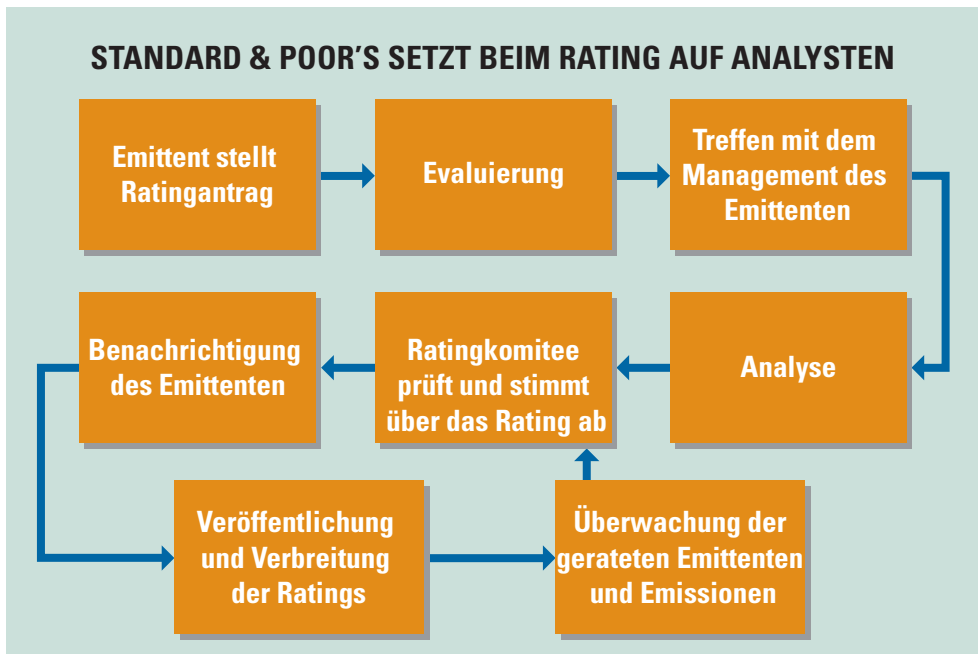 STANDARD & POOR'S SETZT BEIM RATING AUF ANALYSTEN
Emittent stellt
Ratingantrag
Evaluierung
Treffen mit dem
Management des
Emittenten
Analyse
Ratingkomitee
prüft und stimmt
über das Rating ab
Benachrichtigung
des Emittenten
Veröffentlichung
und Verbreitung
der Ratings
Überwachung der
gerateten Emittenten
und Emissionen